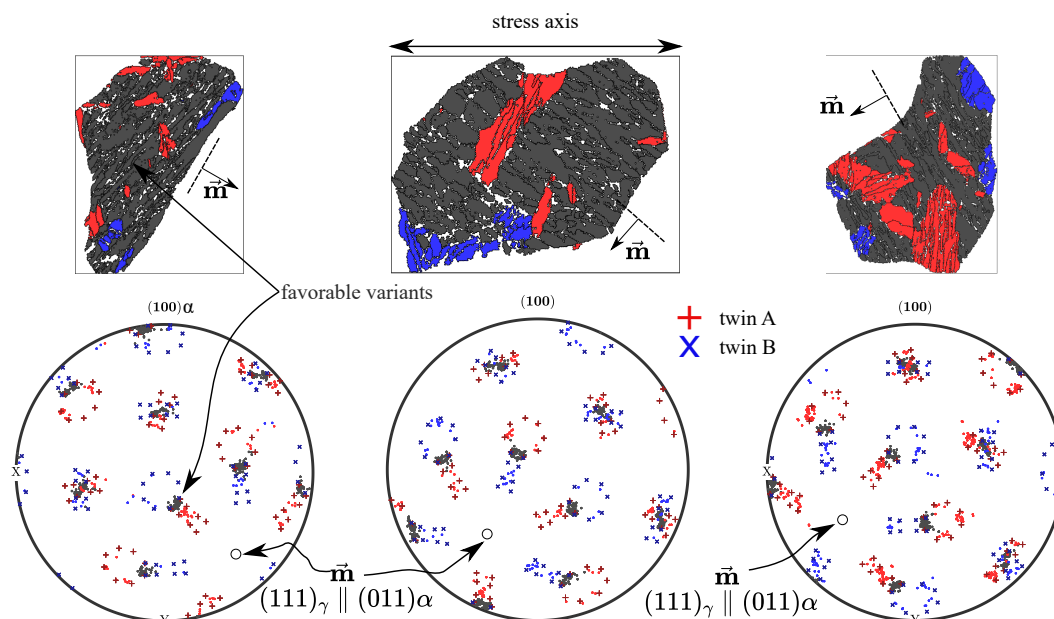 stress axis
m⃗
m⃗
m⃗
favorable variants
(100)α
(100)
(100)
+ twin A
X twin B
X
X
m⃗
(111)γ ∥ (011)α
m⃗
(111)γ ∥ (011)α